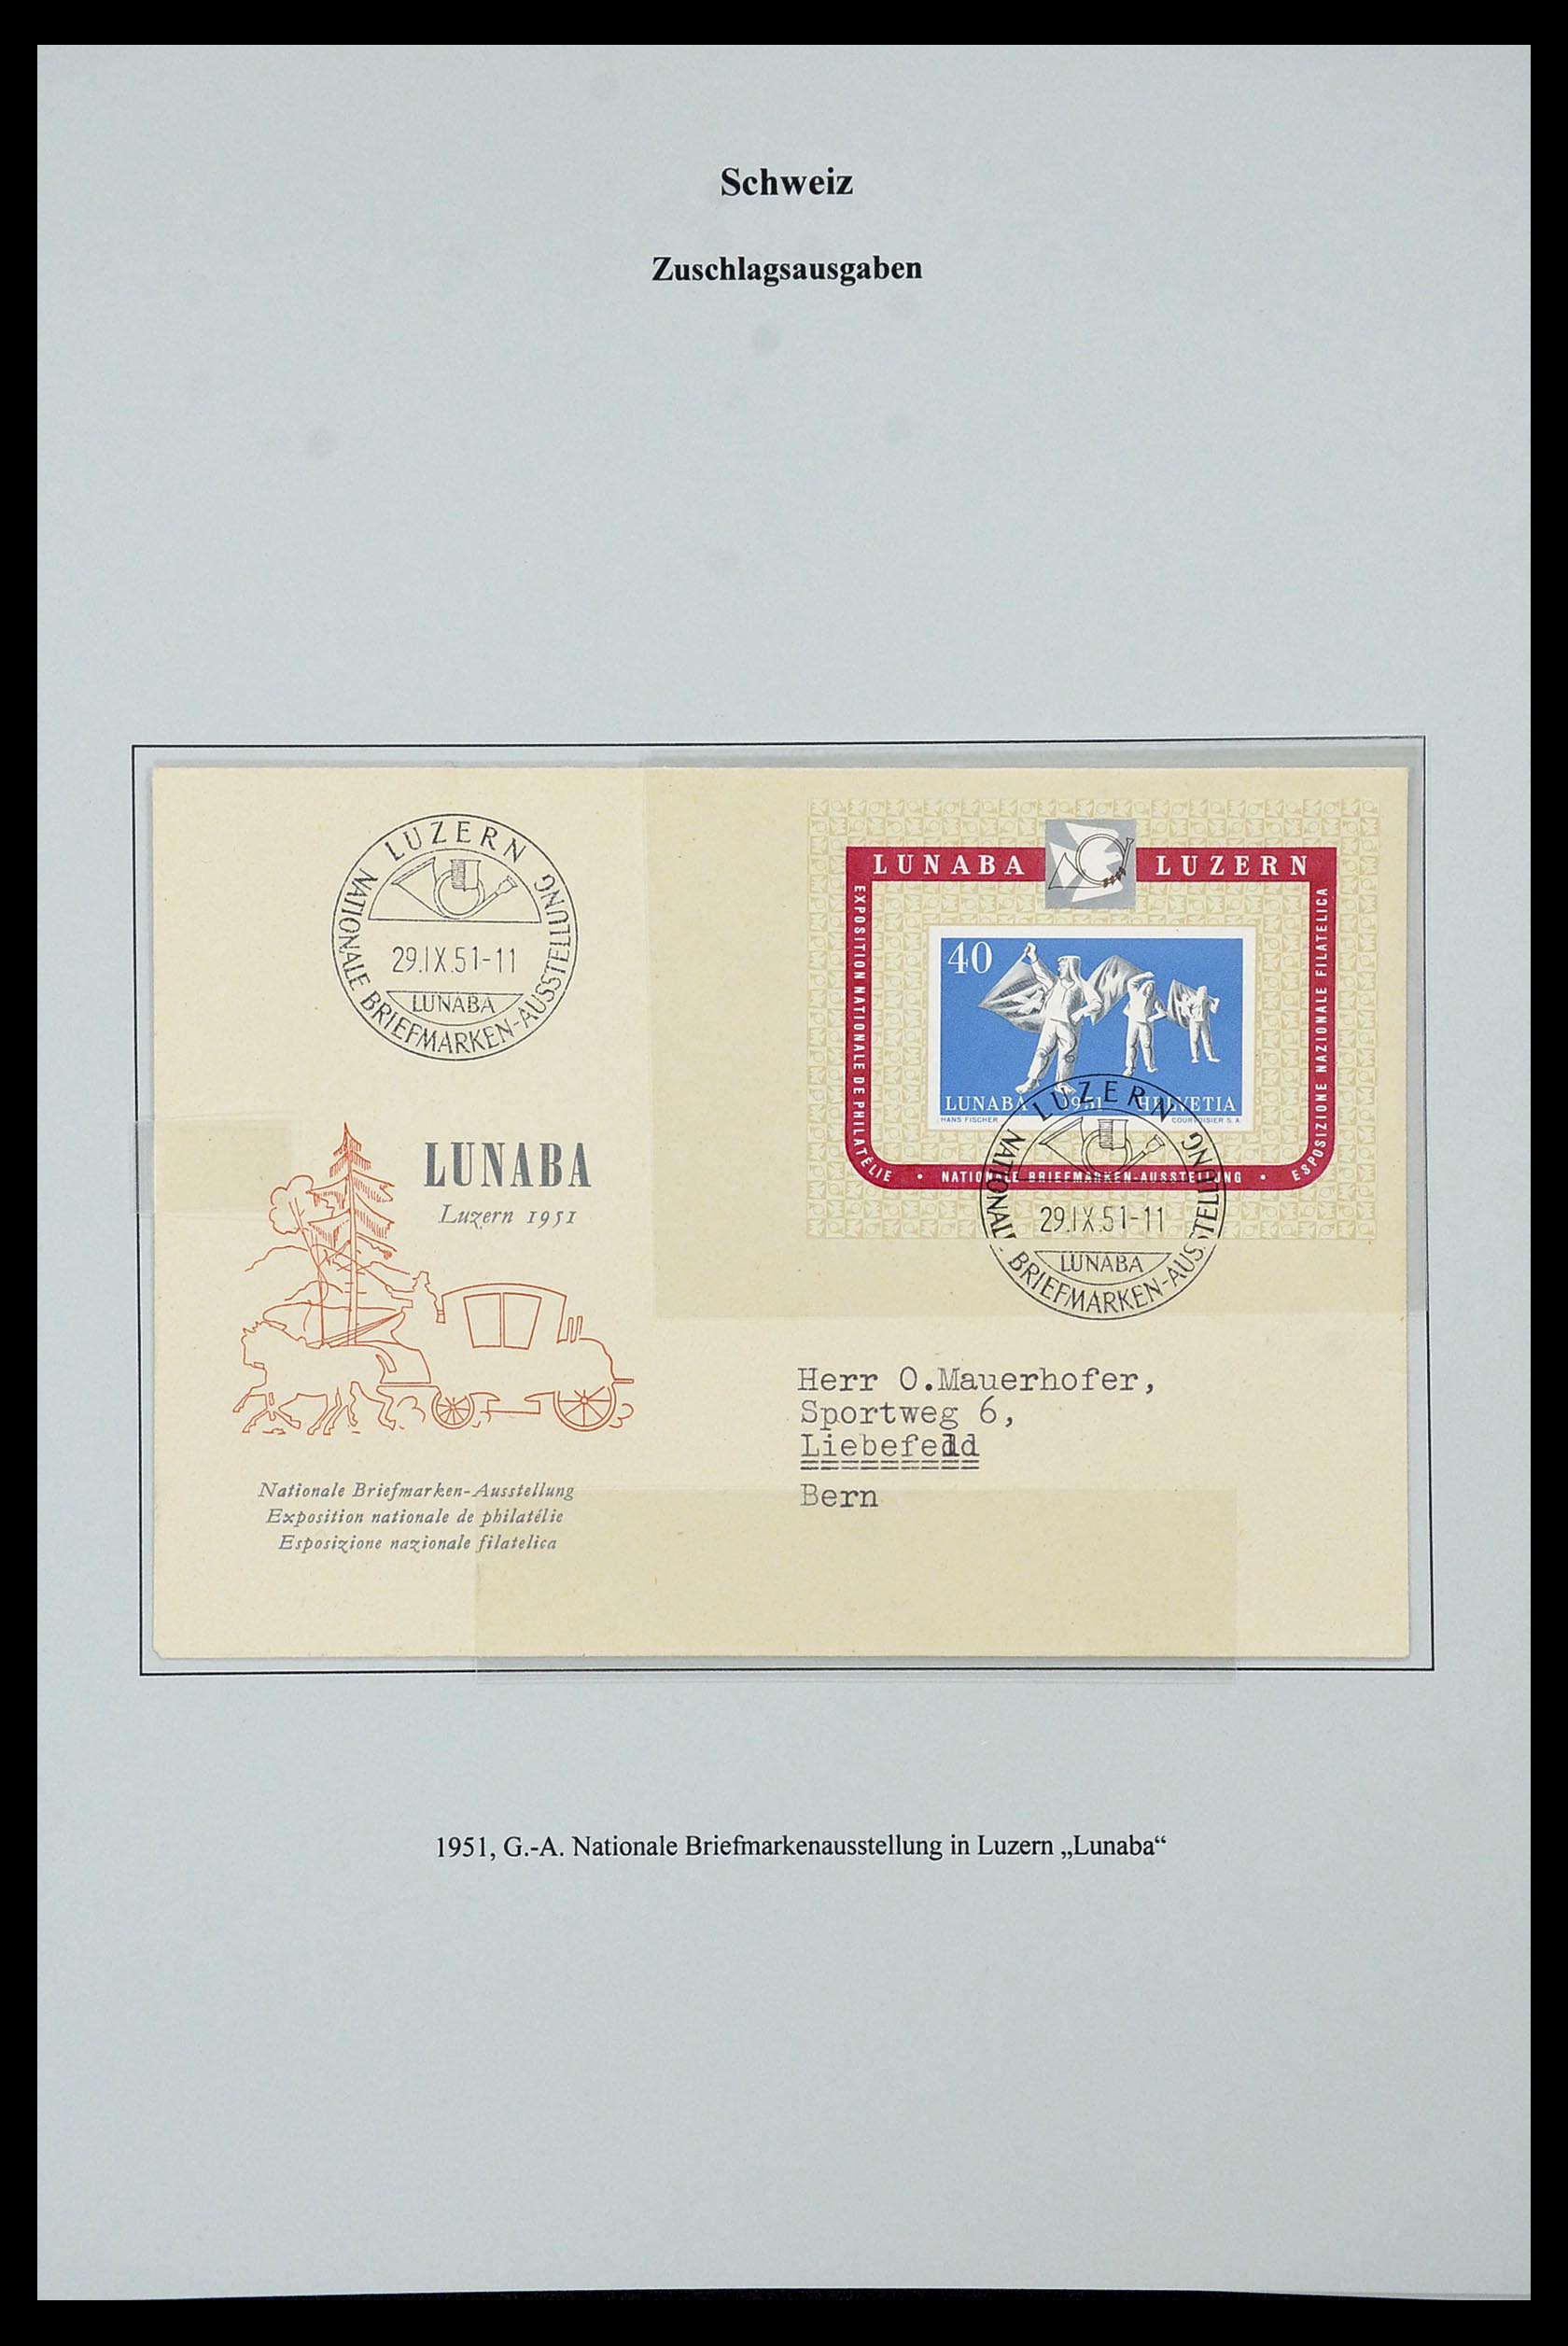 Schweiz
Zuschlagsausgaben
LUZERN
NATIONALE BRIEFMARKEN-AUSSTELLUNG
29.IX.51-11
LUNABA
LUNABA LUZERN
EXPOSITION NATIONALE DE PHILATÉLIE • NATIONALE BRIEFMARKEN-AUSSTELLUNG • ESPOSIZIONE NAZIONALE FILATELICA
40
LUNABA 1951 HELVETIA
HANS FISCHER COURVOISIER S.A.
LUZERN
NATIONALE BRIEFMARKEN-AUSSTELLUNG
29.IX.51-11
LUNABA
LUNABA
Luzern 1951
Nationale Briefmarken-Ausstellung
Exposition nationale de philatélie
Esposizione nazionale filatelica
Herr O.Mauerhofer,
Sportweg 6,
Liebefeld
Bern
1951, G.-A. Nationale Briefmarkenausstellung in Luzern „Lunaba“